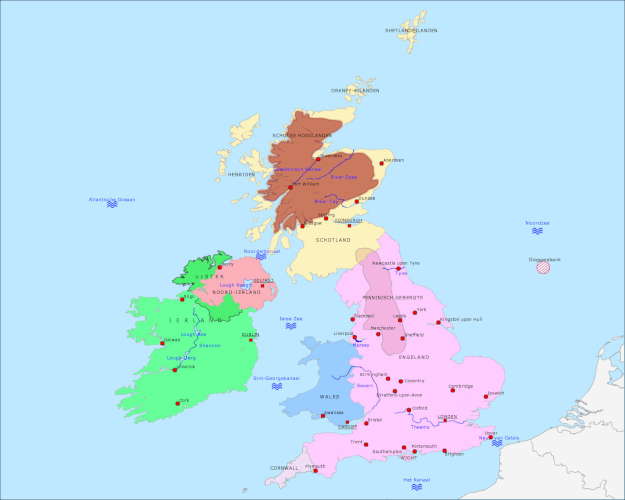 SHETLANDEILANDEN
ORKNEY-EILANDEN
SCHOTSE HOOGLANDEN
Inverness
Aberdeen
HEBRIDEN
River Spey
Fort William
Atlantische Oceaan
River Tay
Dundee
Stirling
EDINBURGH
Glasgow
Noordzee
SCHOTLAND
Noorderkanaal
Doggersbank
Derry
Newcastle upon Tyne
Tyne
ULSTER
BELFAST
Lough Neagh
NOORD-IERLAND
PENNINISCH GEBERGTE
Sligo
York
IERLAND
Blackpool
Leeds
Kingston upon Hull
Ierse Zee
Lough Ree
DUBLIN
Liverpool
Manchester
Sheffield
Galway
Shannon
Mersey
Lough Derg
ENGELAND
Limerick
Sint-Georgekanaal
Birmingham
Coventry
Severn
Cambridge
Stratford-upon-Avon
Ipswich
WALES
Cork
Oxford
Swansea
LONDEN
CARDIFF
Bristol
Theems
Dover
Nauw van Calais
Southampton
Portsmouth
Brighton
WIGHT
CORNWALL
Plymouth
Het Kanaal